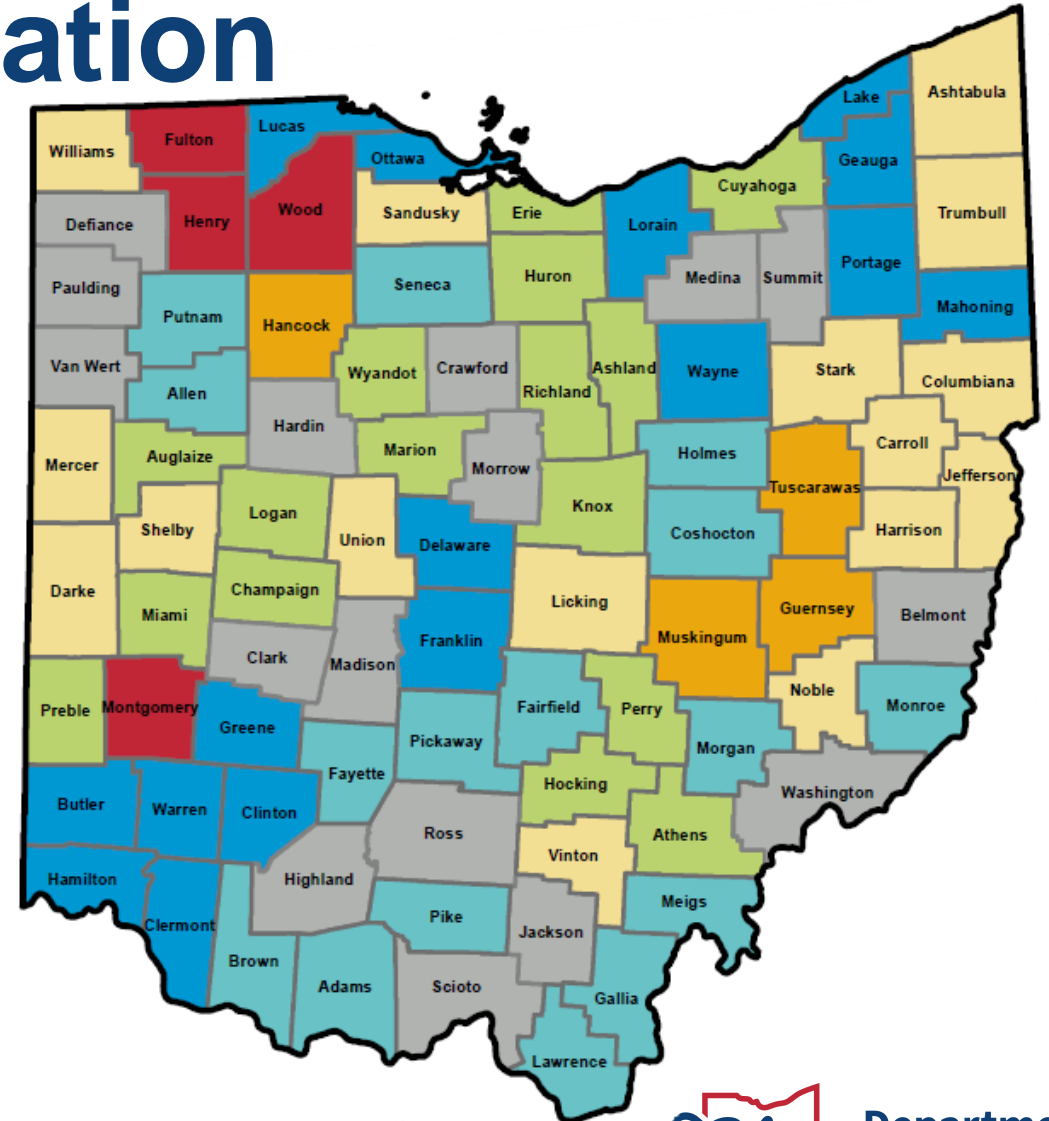 ation
Lake
Ashtabula
Lucas
Fulton
Williams
Ottawa
Geauga
Cuyahoga
Wood
Sandusky
Erie
Trumbull
Henry
Defiance
Lorain
Portage
Huron
Medina
Summit
Seneca
Paulding
Mahoning
Putnam
Hancock
Van Wert
Wyandot
Crawford
Ashland
Wayne
Stark
Columbiana
Allen
Richland
Hardin
Carroll
Marion
Holmes
Auglaize
Mercer
Morrow
Jefferson
Tuscarawas
Knox
Logan
Shelby
Harrison
Coshocton
Union
Delaware
Darke
Champaign
Licking
Guernsey
Miami
Belmont
Muskingum
Franklin
Clark
Madison
Noble
Preble
Montgomery
Fairfield
Perry
Monroe
Greene
Pickaway
Morgan
Fayette
Hocking
Washington
Butler
Warren
Clinton
Ross
Athens
Vinton
Hamilton
Highland
Meigs
Pike
Clermont
Jackson
Brown
Adams
Scioto
Gallia
Lawrence